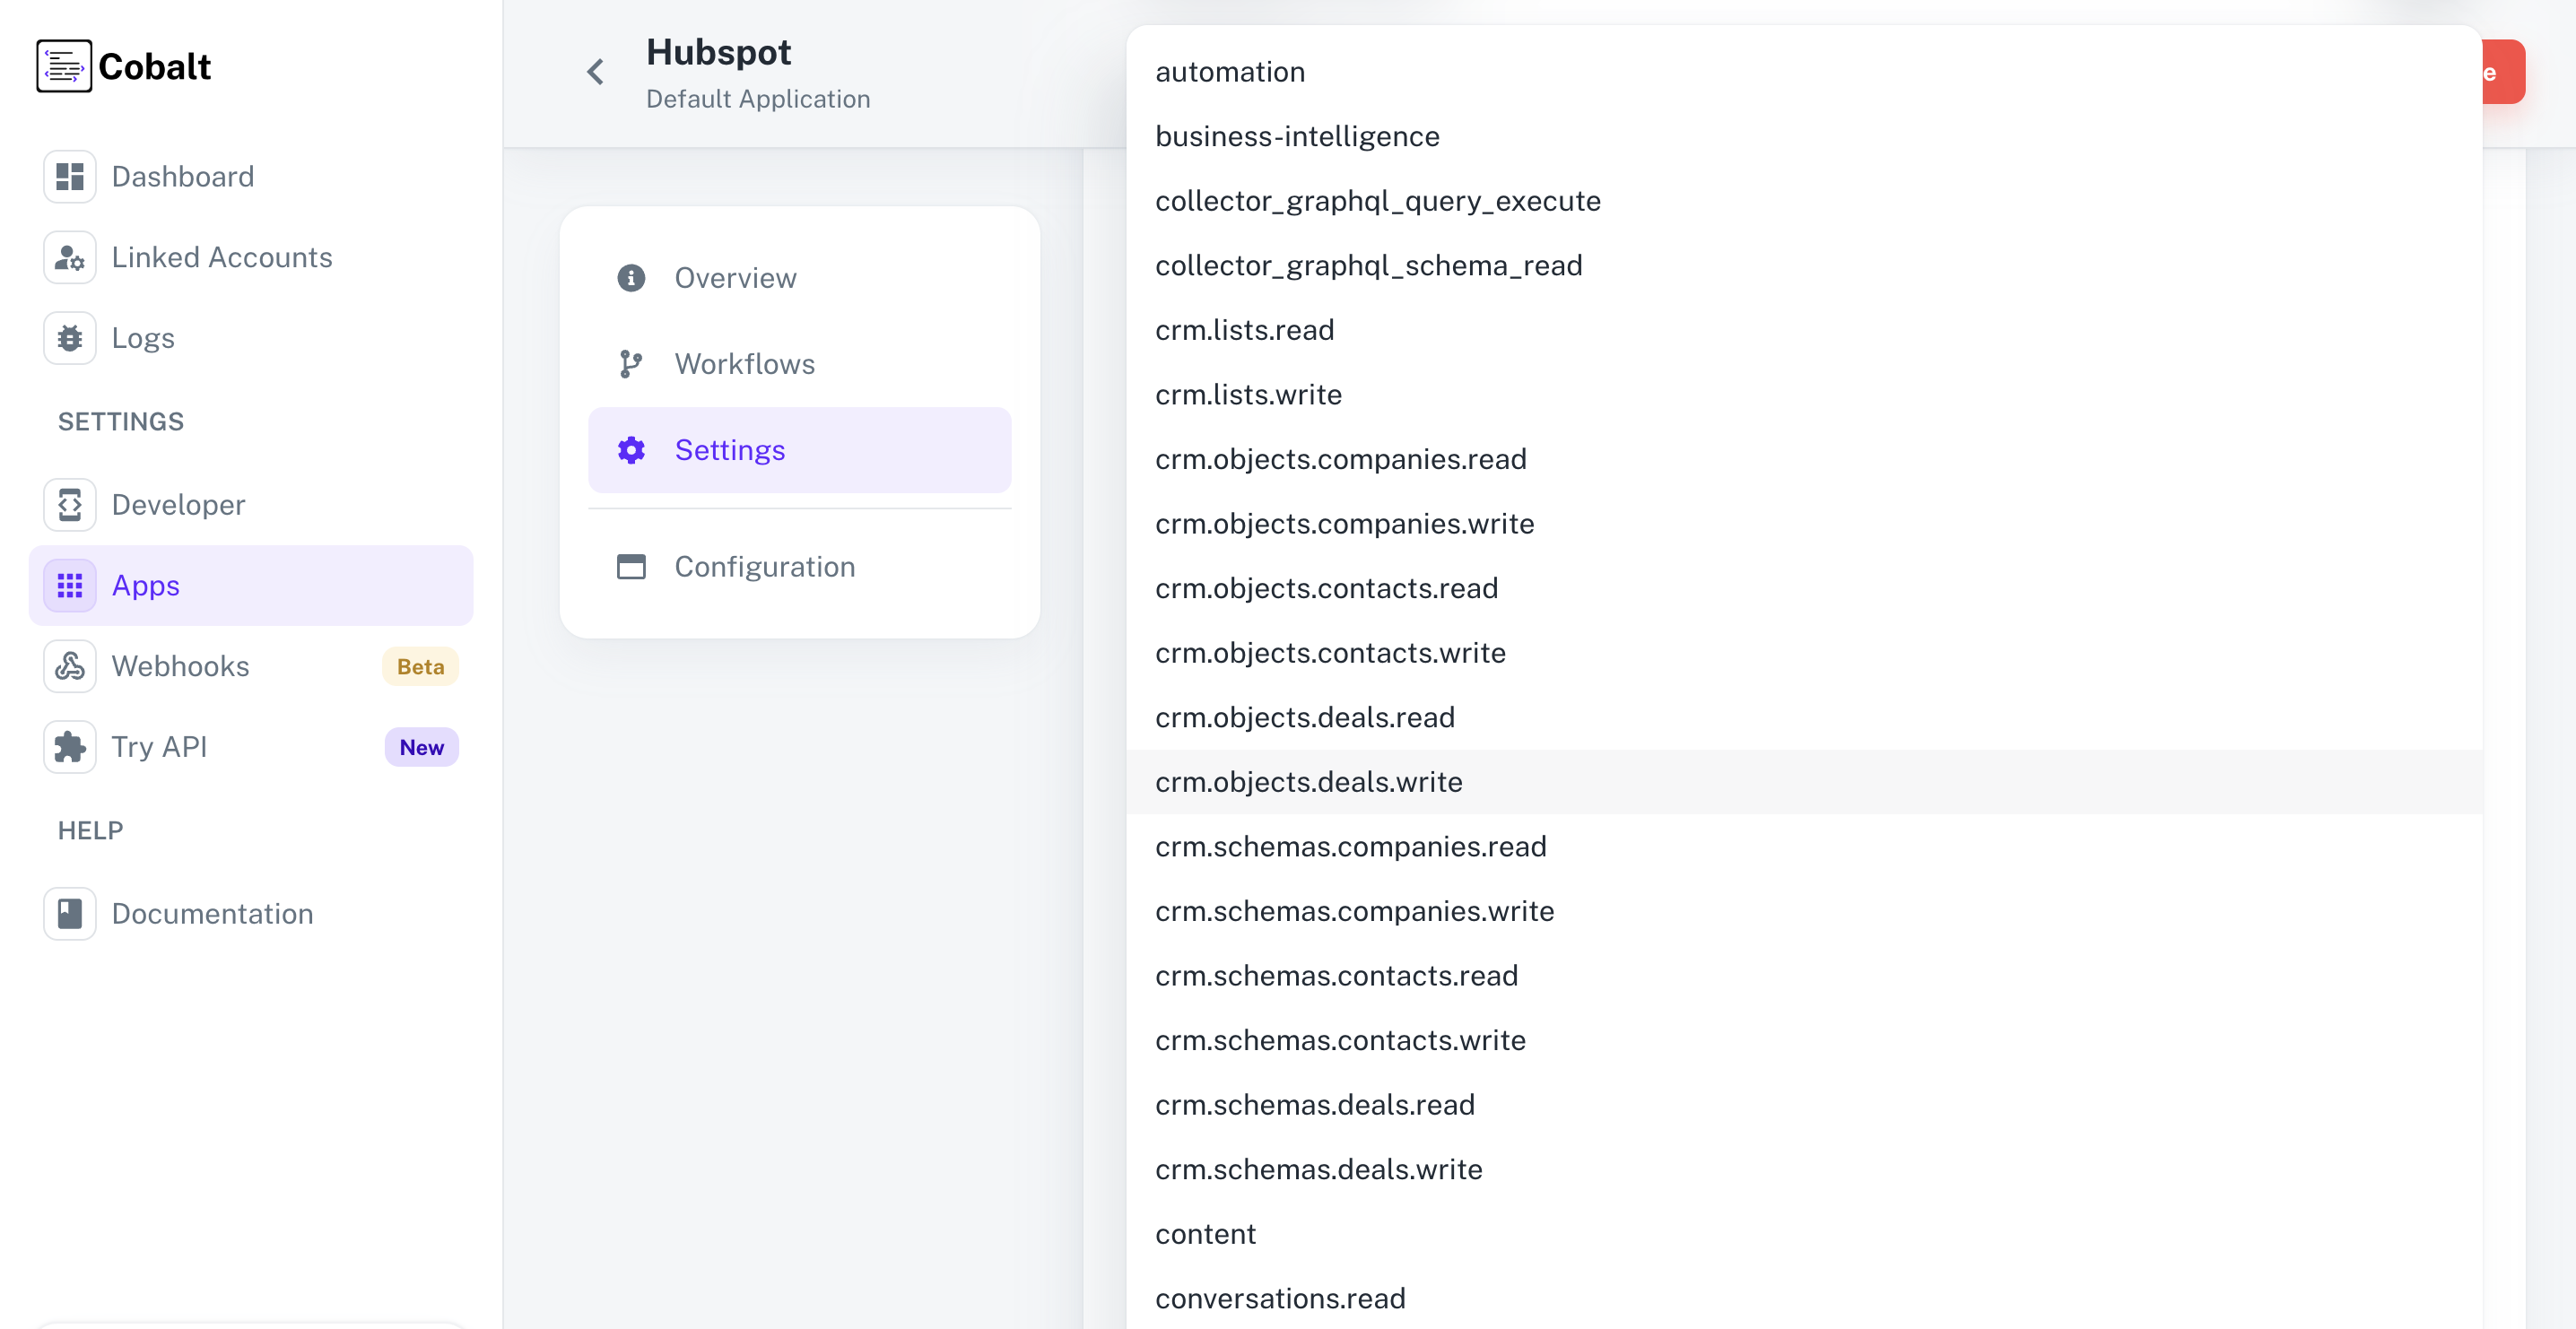 Cobalt
Dashboard
Linked Accounts
Logs
SETTINGS
Developer
Apps
Webhooks Beta
Try API New
HELP
Documentation
Hubspot
Default Application
Overview
Workflows
Settings
Configuration
automation
business-intelligence
collector_graphql_query_execute
collector_graphql_schema_read
crm.lists.read
crm.lists.write
crm.objects.companies.read
crm.objects.companies.write
crm.objects.contacts.read
crm.objects.contacts.write
crm.objects.deals.read
crm.objects.deals.write
crm.schemas.companies.read
crm.schemas.companies.write
crm.schemas.contacts.read
crm.schemas.contacts.write
crm.schemas.deals.read
crm.schemas.deals.write
content
conversations.read